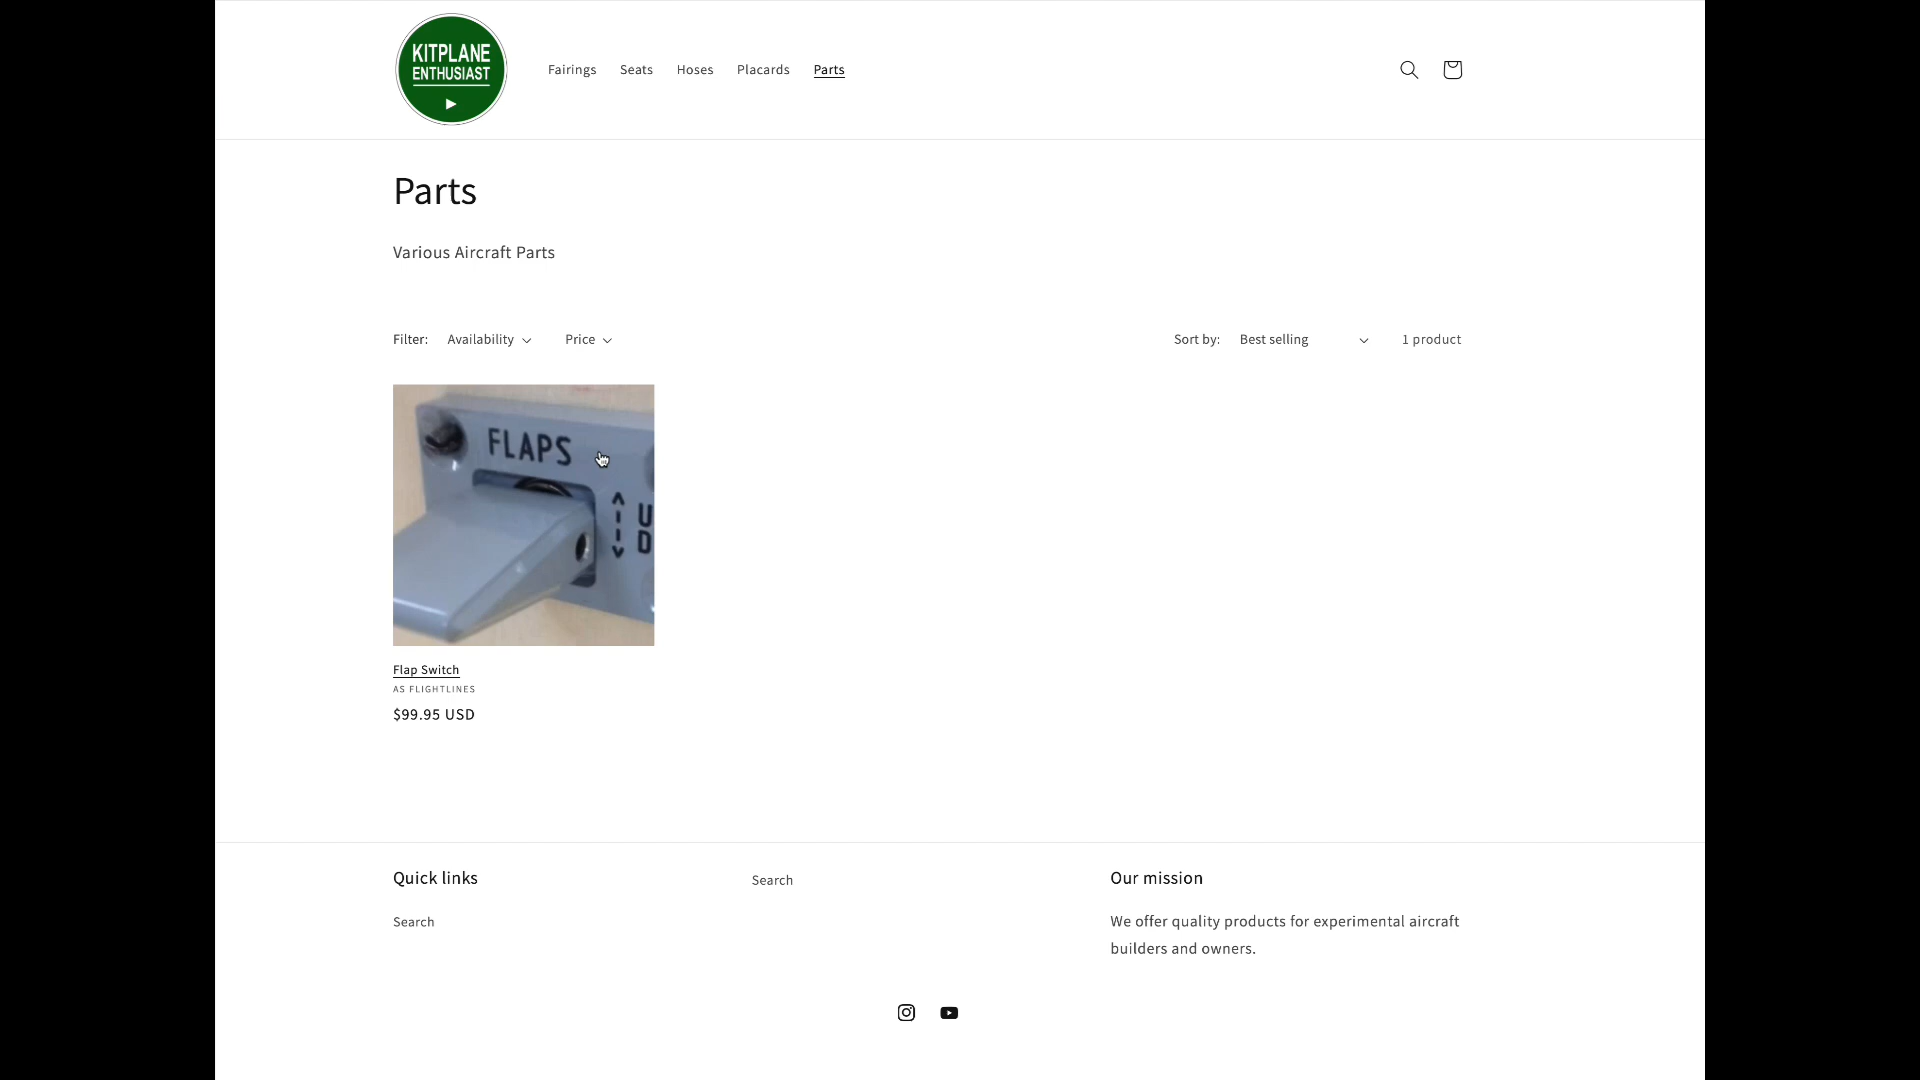 KITPLANE
ENTHUSIAST
Fairings Seats Hoses Placards Parts
Parts
Various Aircraft Parts
Filter: Availability Price Sort by: Best selling 1 product
FLAPS
U
D
Flap Switch
AS FLIGHTLINES
$99.95 USD
Quick links Search Our mission
Search We offer quality products for experimental aircraft
builders and owners.